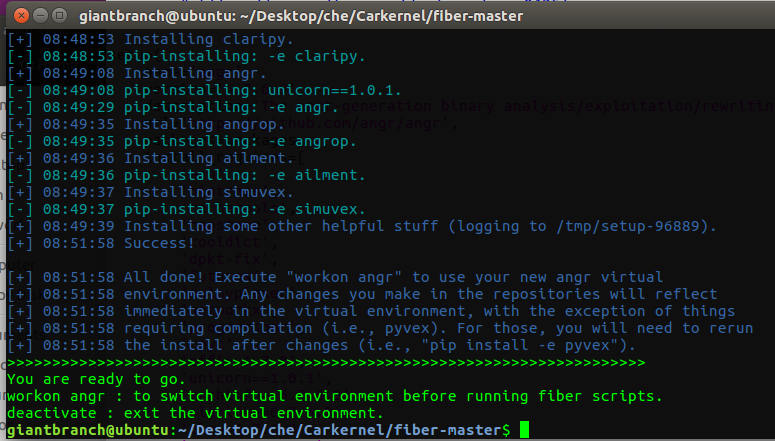 giantbranch@ubuntu: ~/Desktop/che/Carkernel/fiber-master
[+] 08:48:53 Installing claripy.
[-] 08:48:53 pip-installing: -e claripy.
[+] 08:49:08 Installing angr.
[-] 08:49:08 pip-installing: unicorn==1.0.1.
[-] 08:49:29 pip-installing: -e angr.
[+] 08:49:35 Installing angrop.
[-] 08:49:35 pip-installing: -e angrop.
[+] 08:49:36 Installing ailment.
[-] 08:49:36 pip-installing: -e ailment.
[+] 08:49:37 Installing simuvex.
[-] 08:49:37 pip-installing: -e simuvex.
[+] 08:49:39 Installing some other helpful stuff (logging to /tmp/setup-96889).
[+] 08:51:58 Success!
[+] 08:51:58 All done! Execute "workon angr" to use your new angr virtual
[+] 08:51:58 environment. Any changes you make in the repositories will reflect
[+] 08:51:58 immediately in the virtual environment, with the exception of things
[+] 08:51:58 requiring compilation (i.e., pyvex). For those, you will need to rerun
[+] 08:51:58 the install after changes (i.e., "pip install -e pyvex").
>>>>>>>>>>>>>>>>>>>>>>>>>>>>>>>>>>>>>>>>>>>>>>>>>>>>>>>>>>>>>>>>>>>>>>>
You are ready to go.
workon angr : to switch virtual environment before running fiber scripts.
deactivate : exit the virtual environment.
giantbranch@ubuntu:~/Desktop/che/Carkernel/fiber-master$